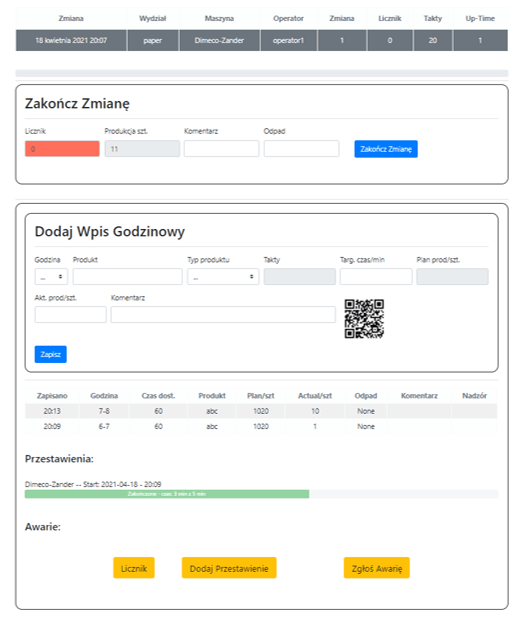 Zmiana Wydział Maszyna Operator Zmiana Licznik Takty Up-Time
18 kwietnia 2021 20:07 paper Dimeco-Zander operator1 1 0 20 1
Zakończ Zmianę
Licznik Produkcja szt. Komentarz Odpad
0 11 Zakończ Zmianę
Dodaj Wpis Godzinowy
Godzina Produkt Typ produktu Takty Targ. czas/min Plan prod/szt.
... ...
Akt. prod/szt. Komentarz
Zapisz
Zapisano Godzina Czas dost. Produkt Plan/szt Actual/szt Odpad Komentarz Nadzór
20:13 7-8 60 abc 1020 10 None
20:09 6-7 60 abc 1020 1 None
Przestawienia:
Dimeco-Zander -- Start: 2021-04-18 - 20:09
Zakończone - czas: 3 min z 5 min
Awarie:
Licznik Dodaj Przestawienie Zgłoś Awarię